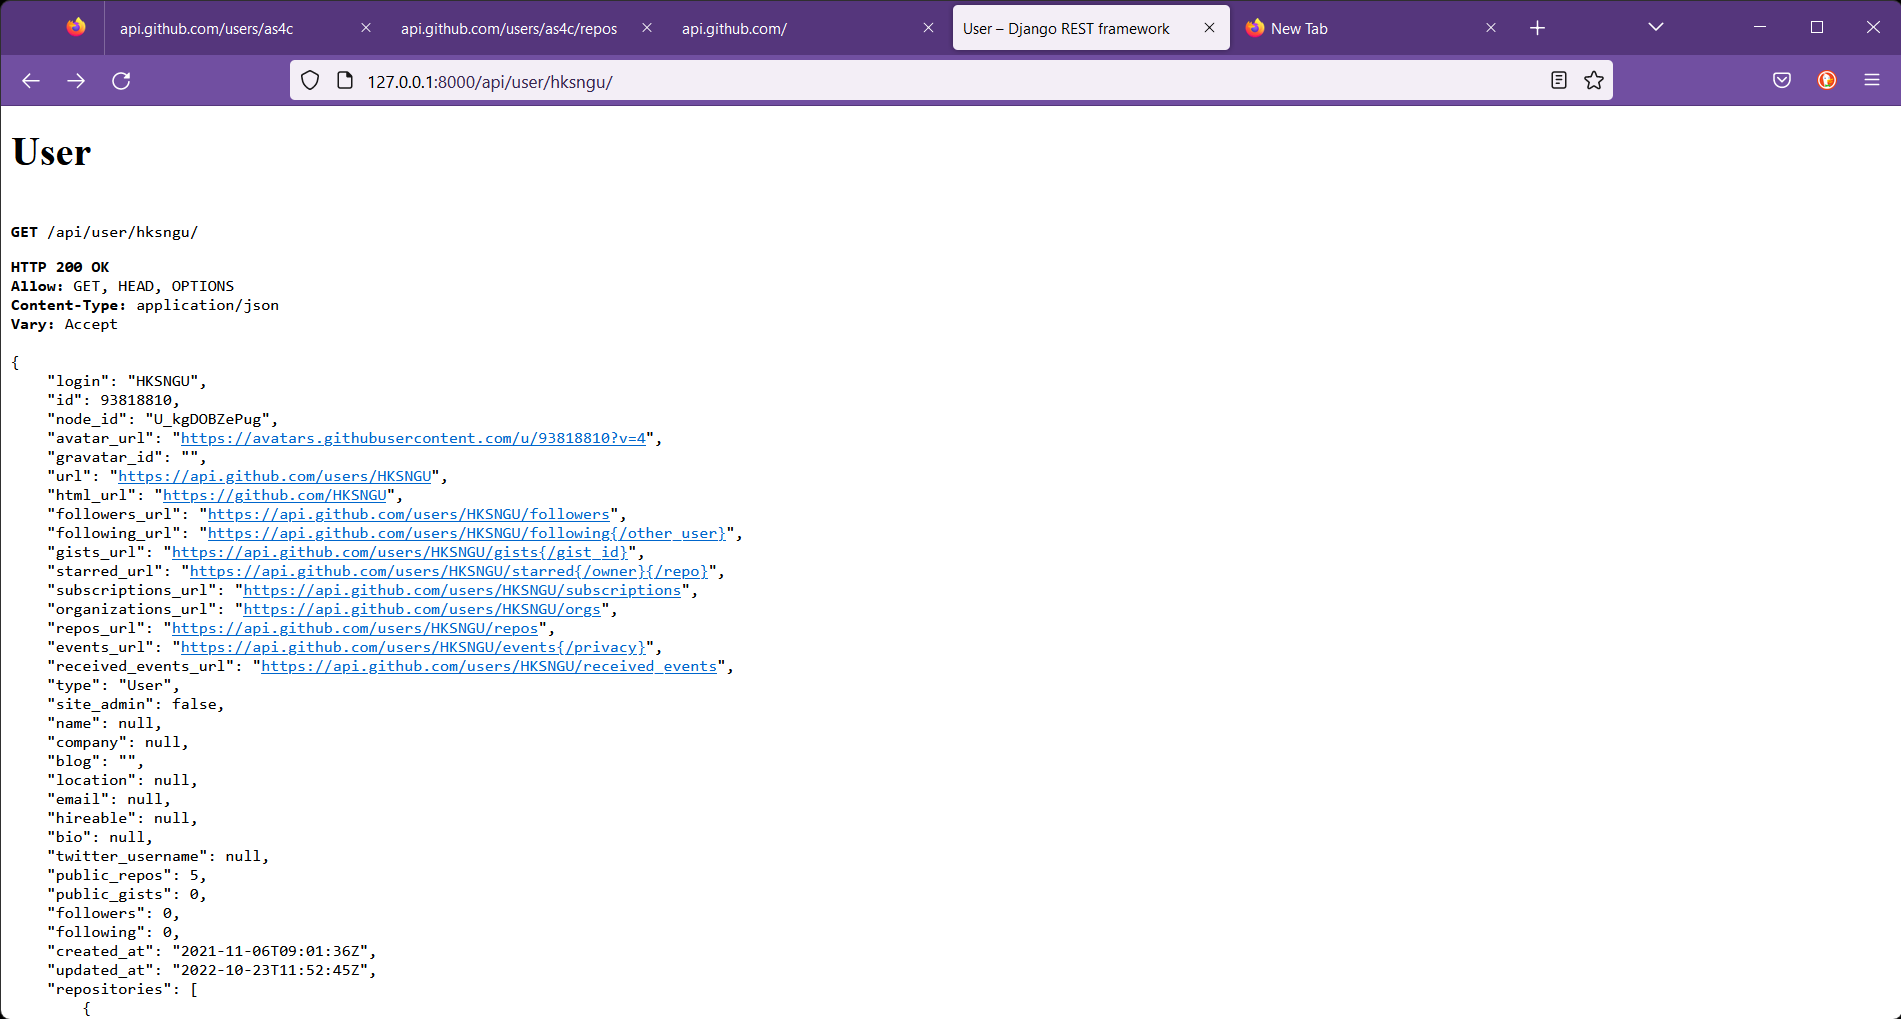 api.github.com/users/as4c
api.github.com/users/as4c/repos
api.github.com/
User – Django REST framework
New Tab
127.0.0.1:8000/api/user/hksngu/
User
GET /api/user/hksngu/
HTTP 200 OK
Allow: GET, HEAD, OPTIONS
Content-Type: application/json
Vary: Accept
{
    "login": "HKSNGU",
    "id": 93818810,
    "node_id": "U_kgDOBZePug",
    "avatar_url": "https://avatars.githubusercontent.com/u/93818810?v=4",
    "gravatar_id": "",
    "url": "https://api.github.com/users/HKSNGU",
    "html_url": "https://github.com/HKSNGU",
    "followers_url": "https://api.github.com/users/HKSNGU/followers",
    "following_url": "https://api.github.com/users/HKSNGU/following{/other_user}",
    "gists_url": "https://api.github.com/users/HKSNGU/gists{/gist_id}",
    "starred_url": "https://api.github.com/users/HKSNGU/starred{/owner}{/repo}",
    "subscriptions_url": "https://api.github.com/users/HKSNGU/subscriptions",
    "organizations_url": "https://api.github.com/users/HKSNGU/orgs",
    "repos_url": "https://api.github.com/users/HKSNGU/repos",
    "events_url": "https://api.github.com/users/HKSNGU/events{/privacy}",
    "received_events_url": "https://api.github.com/users/HKSNGU/received_events",
    "type": "User",
    "site_admin": false,
    "name": null,
    "company": null,
    "blog": "",
    "location": null,
    "email": null,
    "hireable": null,
    "bio": null,
    "twitter_username": null,
    "public_repos": 5,
    "public_gists": 0,
    "followers": 0,
    "following": 0,
    "created_at": "2021-11-06T09:01:36Z",
    "updated_at": "2022-10-23T11:52:45Z",
    "repositories": [
        {